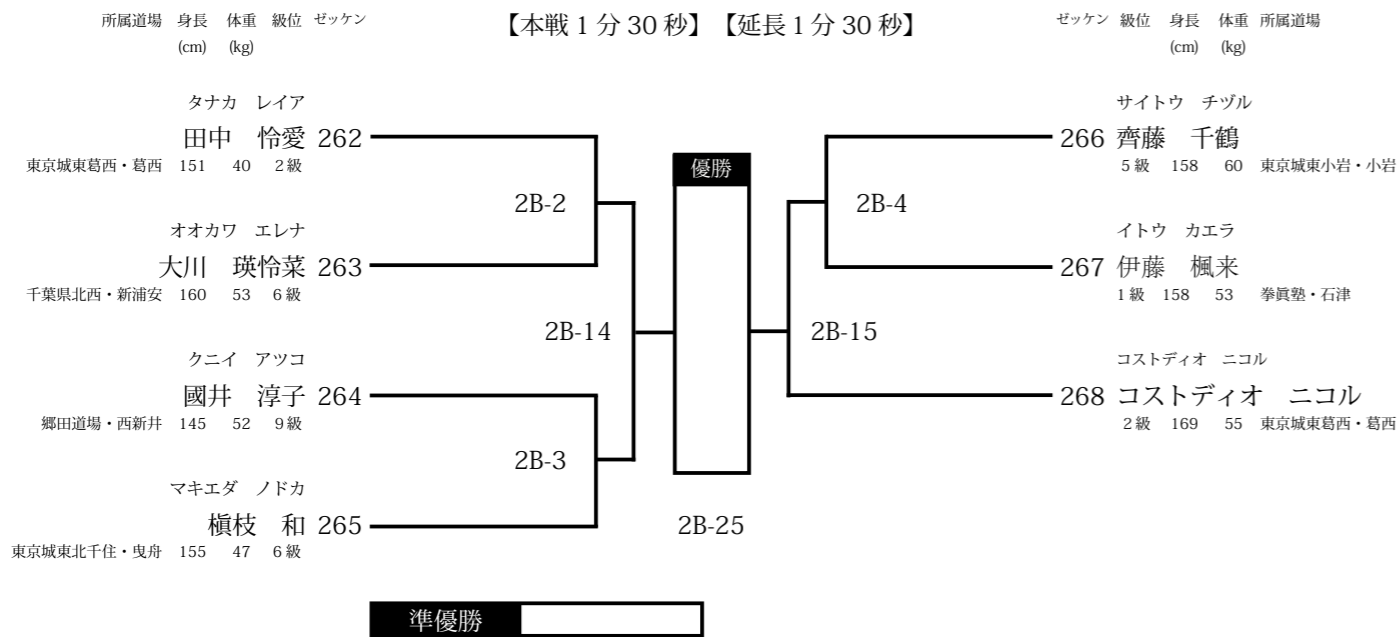 所属道場 身長 体重 級位 ゼッケン 【本戦1分30秒】【延長1分30秒】 ゼッケン 級位 身長 体重 所属道場
(cm) (kg) (cm) (kg)
タナカ レイア
田中 怜愛 262
東京城東葛西・葛西 151 40 2級
2B-2
オオカワ エレナ
大川 瑛怜菜 263
千葉県北西・新浦安 160 53 6級
2B-14
クニイ アツコ
國井 淳子 264
郷田道場・西新井 145 52 9級
2B-3
マキエダ ノドカ
槇枝 和 265
東京城東北千住・曳舟 155 47 6級
優勝
2B-25
サイトウ チヅル
266 齊藤 千鶴
5級 158 60 東京城東小岩・小岩
2B-4
イトウ カエラ
267 伊藤 楓来
1級 158 53 拳眞塾・石津
2B-15
コストディオ ニコル
268 コストディオ ニコル
2級 169 55 東京城東葛西・葛西
準優勝